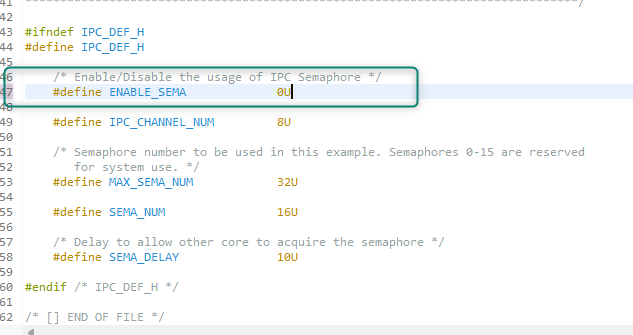 41 ******************************************************************************/
42
43 #ifndef IPC_DEF_H
44 #define IPC_DEF_H
45
46 /* Enable/Disable the usage of IPC Semaphore */
47 #define ENABLE_SEMA 0U
48
49 #define IPC_CHANNEL_NUM 8U
50
51 /* Semaphore number to be used in this example. Semaphores 0-15 are reserved
52 for system use. */
53 #define MAX_SEMA_NUM 32U
54
55 #define SEMA_NUM 16U
56
57 /* Delay to allow other core to acquire the semaphore */
58 #define SEMA_DELAY 10U
59
60 #endif /* IPC_DEF_H */
61
62 /* [] END OF FILE */